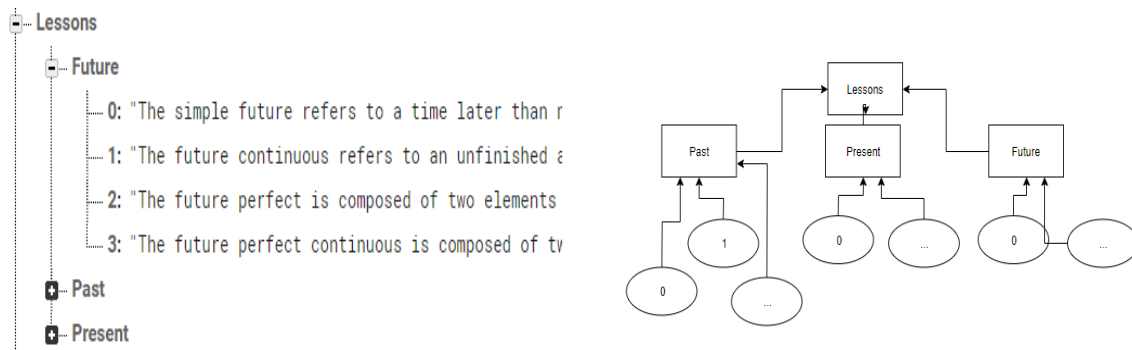 Lessons
Future
0: "The simple future refers to a time later than
1: "The future continuous refers to an unfinished
2: "The future perfect is composed of two elements
3: "The future perfect continuous is composed of
Past
Present
Lessons
Past
Present
Future
1
0
...
0
...
0
...